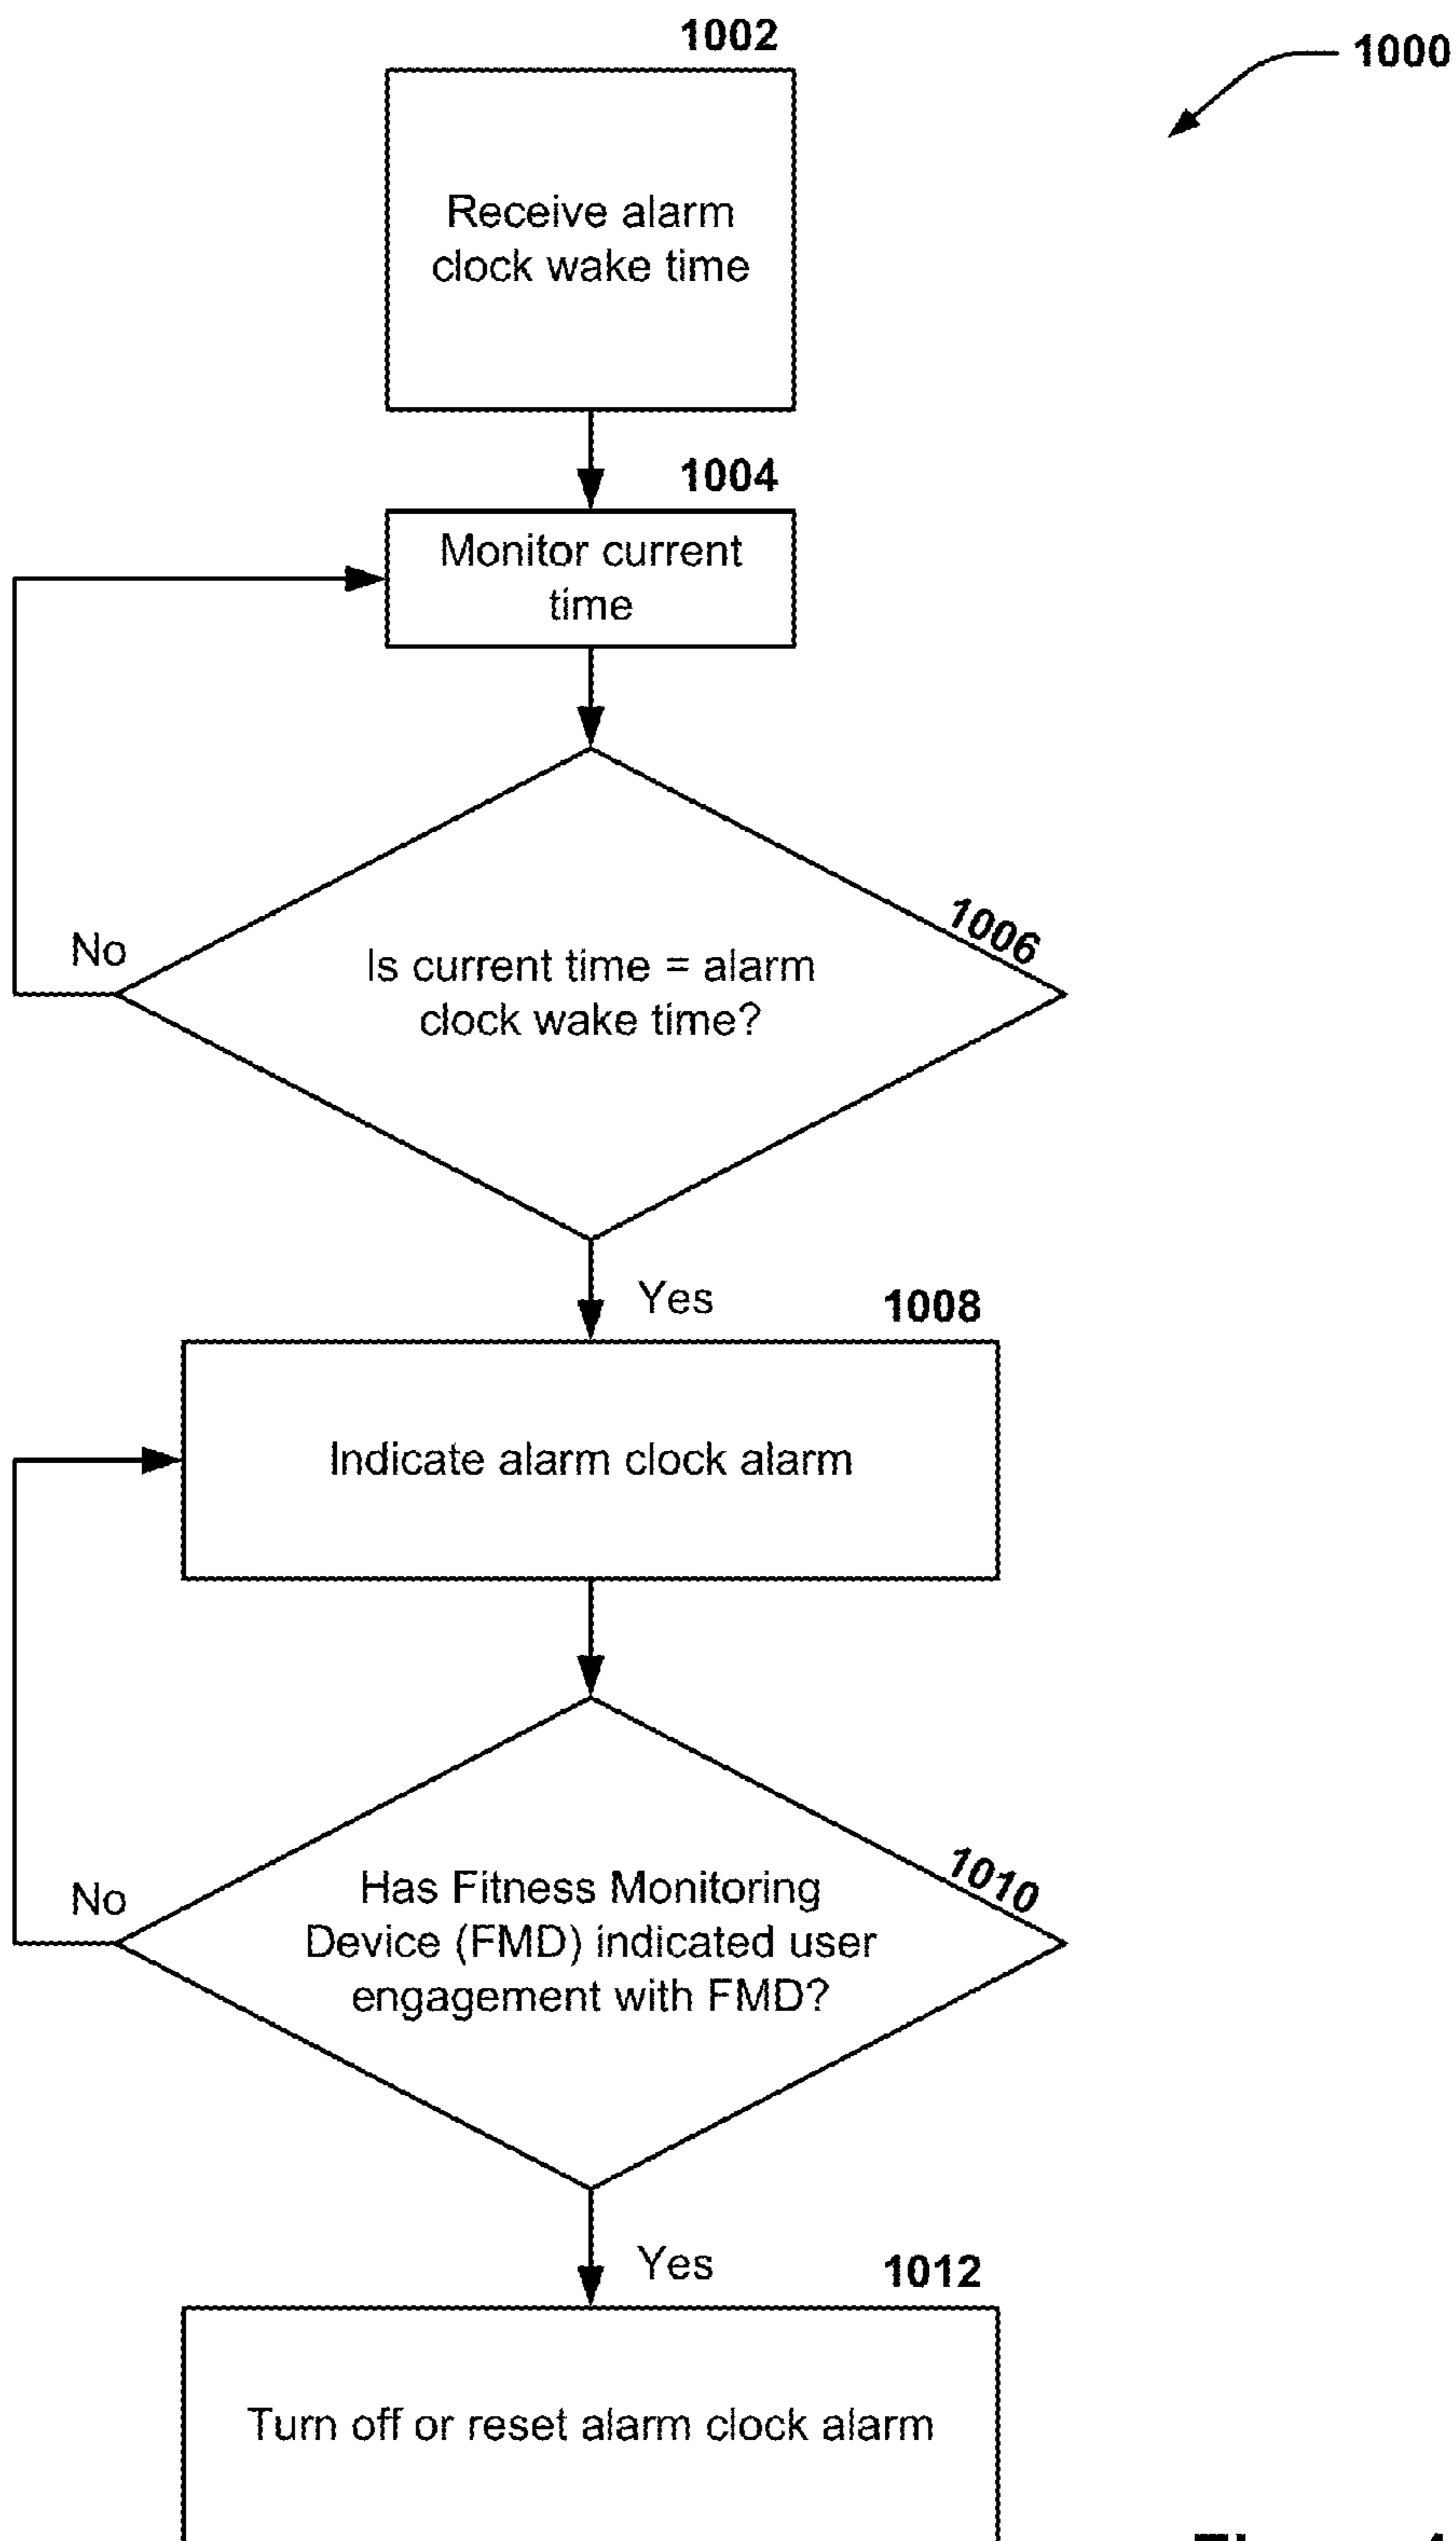 1002
1000
Receive alarm
clock wake time
1004
Monitor current
time
1006
No
Is current time = alarm
clock wake time?
Yes
1008
Indicate alarm clock alarm
1010
No
Has Fitness Monitoring
Device (FMD) indicated user
engagement with FMD?
Yes
1012
Turn off or reset alarm clock alarm